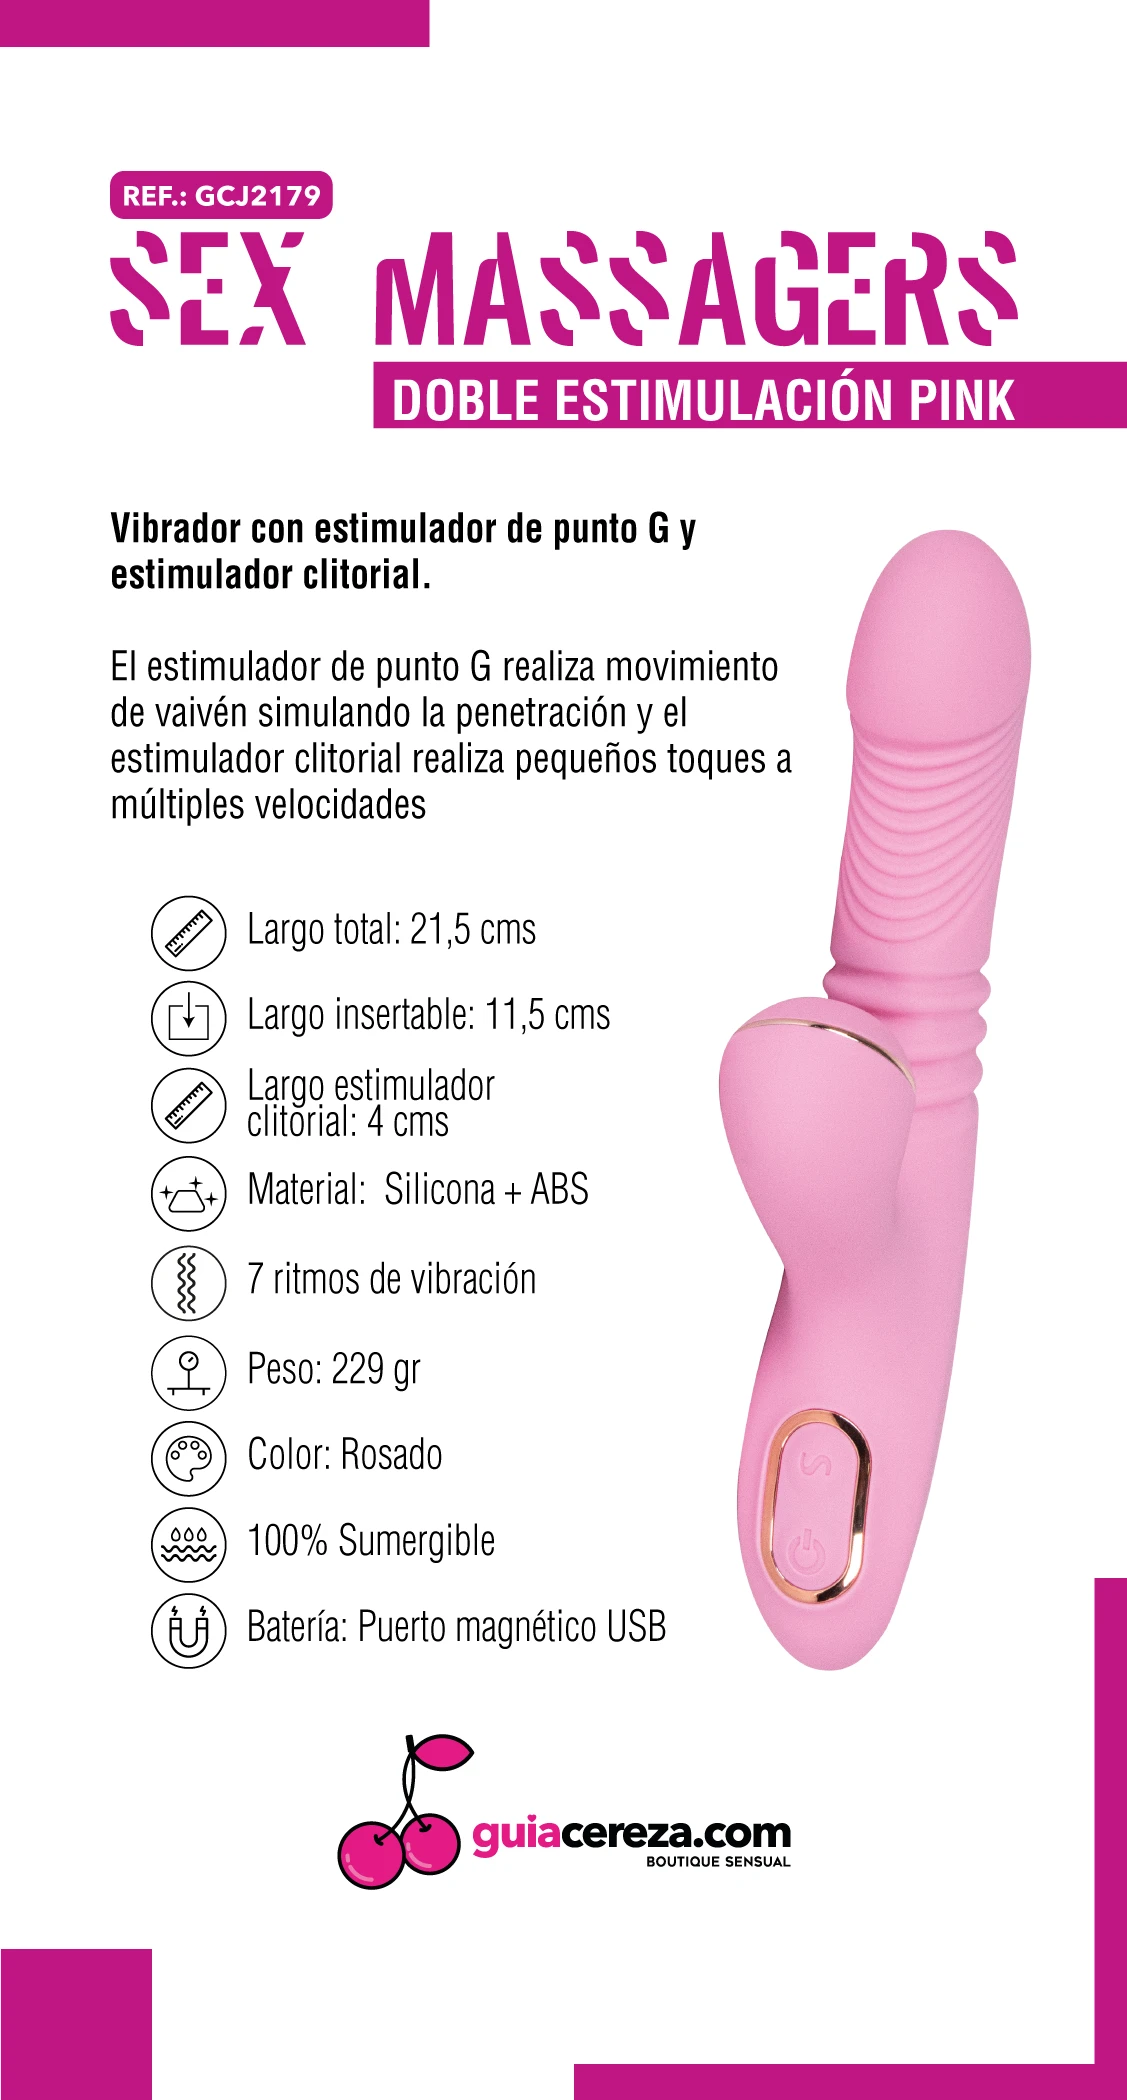 REF.: GCJ2179
SEX MASSAGERS
DOBLE ESTIMULACIÓN PINK
Vibrador con estimulador de punto G y
estimulador clitorial.
El estimulador de punto G realiza movimiento
de vaivén simulando la penetración y el
estimulador clitorial realiza pequeños toques a
múltiples velocidades
Largo total: 21,5 cms
Largo insertable: 11,5 cms
Largo estimulador
clitorial: 4 cms
Material: Silicona + ABS
7 ritmos de vibración
Peso: 229 gr
Color: Rosado
100% Sumergible
Batería: Puerto magnético USB
guiacereza.com
BOUTIQUE SENSUAL